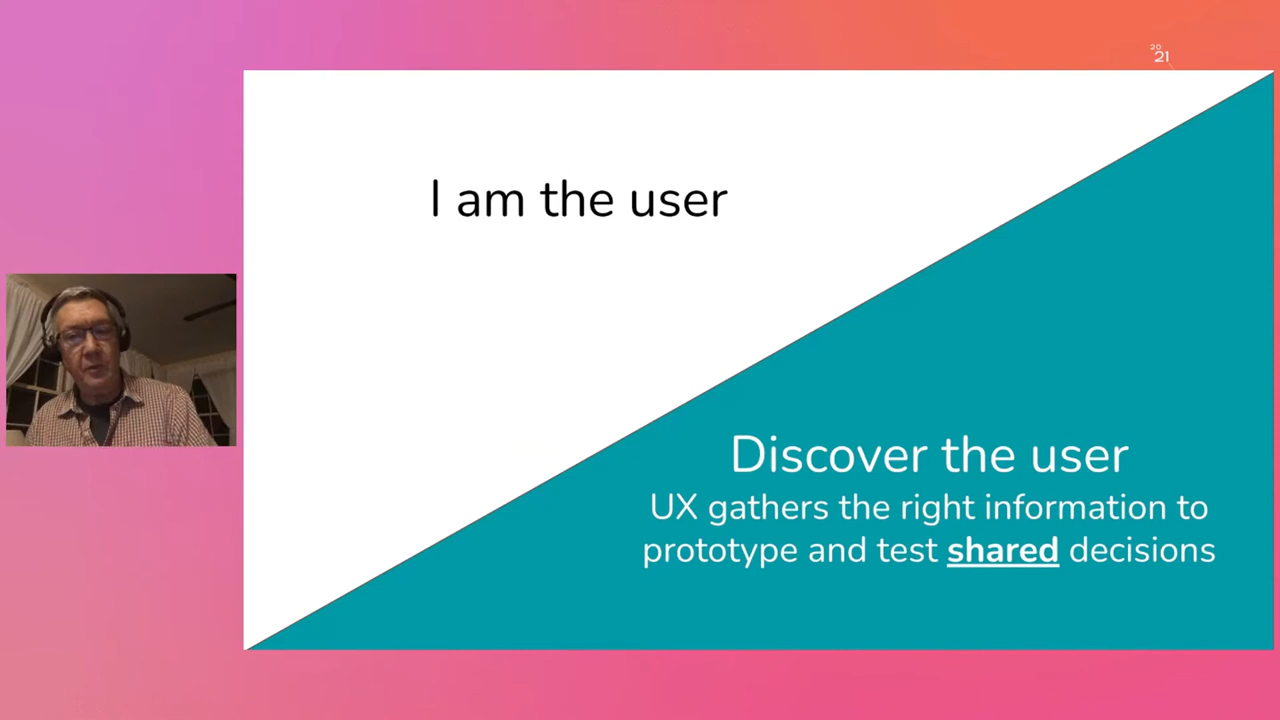 20
21
I am the user
Discover the user
UX gathers the right information to
prototype and test shared decisions